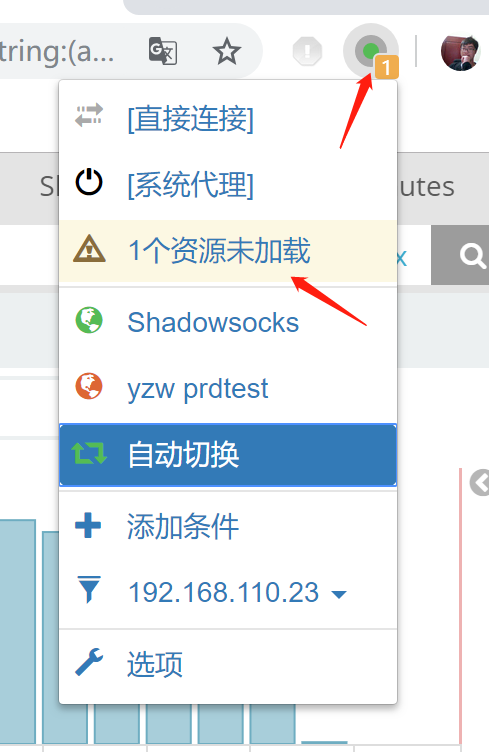 tring:(a...
1
[直接连接]
[系统代理]
1个资源未加载
Shadowsocks
yzw prdtest
自动切换
添加条件
192.168.110.23
选项
utes